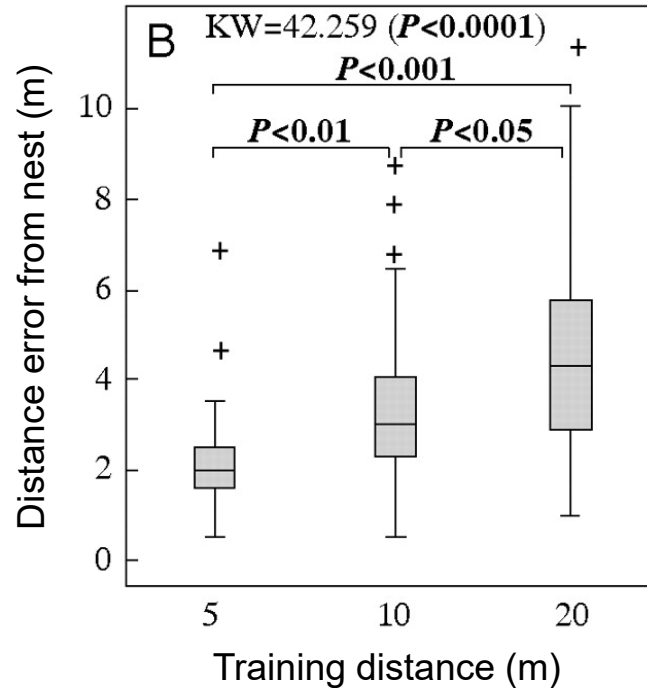 B KW=42.259 (P<0.0001)
P<0.001
P<0.01 P<0.05
Distance error from nest (m)
10
8
6
4
2
0
5 10 20
Training distance (m)